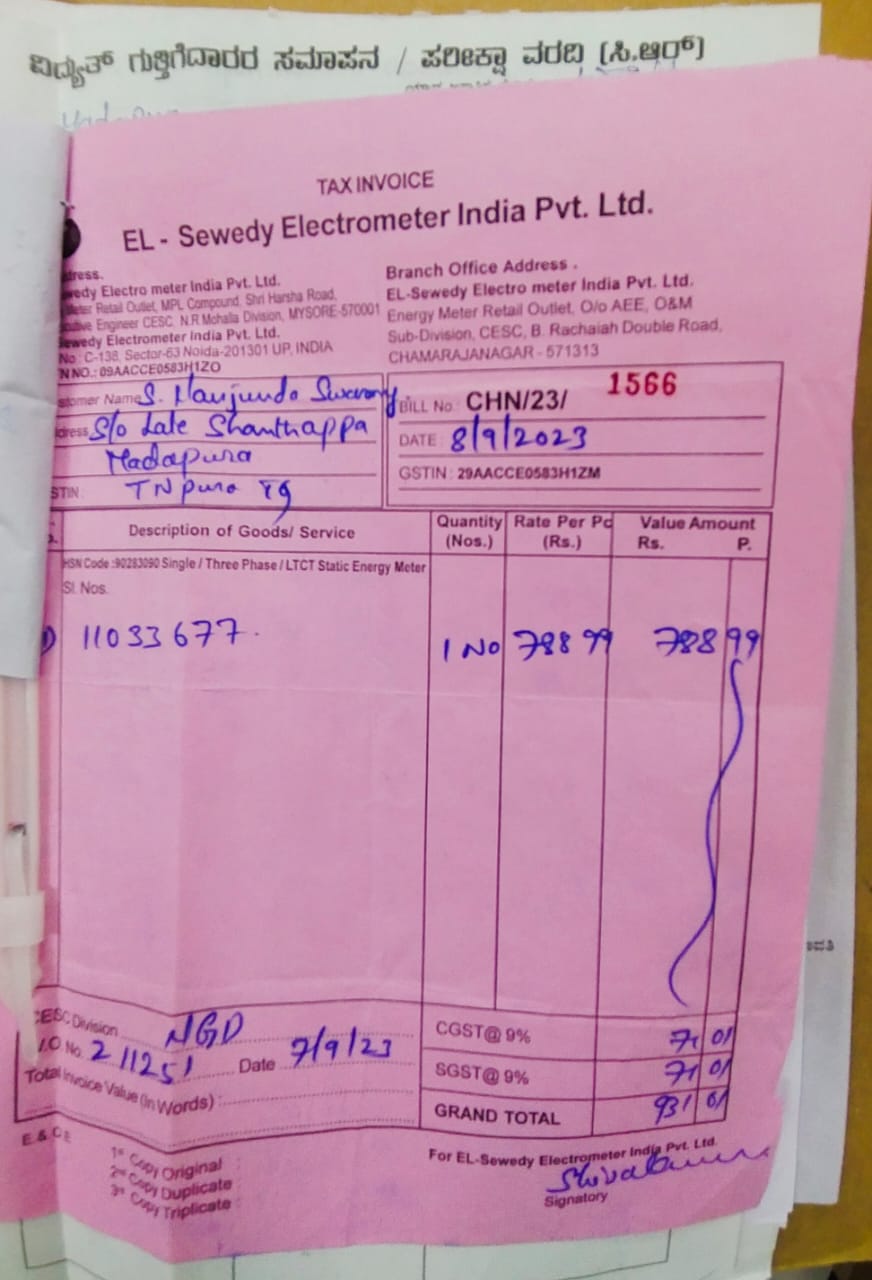 ವಿದ್ಯುತ್ ಗುತ್ತಿಗೆದಾರರ ಸಮಾಪನ / ಪರೀಕ್ಷಾ ವರದಿ (ಸಿ.ಆರ್)
TAX INVOICE
EL - Sewedy Electrometer India Pvt. Ltd.
dress.
wedy Electro meter India Pvt. Ltd.
Meter Retail Outlet, MPL Compound, Shri Harsha Road,
cutive Engineer CESC, N.R Mohalla Division, MYSORE-570001
Sewedy Electrometer India Pvt. Ltd.
No : C-138, Sector-63 Noida-201301 UP, INDIA
N NO.: 09AACCE0583H1ZO
Branch Office Address .
EL-Sewedy Electro meter India Pvt. Ltd.
Energy Meter Retail Outlet, O/o AEE, O&M
Sub-Division, CESC, B. Rachaiah Double Road,
CHAMARAJANAGAR - 571313
stomer Name S. Manjunda Swamy
dress S/o Late Shanthappa
Madapura
STIN TNpura
BILL No : CHN/23/ 1566
DATE : 8/9/2023
GSTIN : 29AACCE0583H1ZM
Description of Goods/ Service Quantity (Nos.) Rate Per Pc (Rs.) Value Amount Rs. P.
HSN Code :90283090 Single / Three Phase / LTCT Static Energy Meter
Sl. Nos.
1) 11033677. 1 No 788 99 788 99
CESC Division NGD
I.O No. 211251 Date 7/9/23
Total Invoice Value (In Words) :
CGST@ 9% 71 01
SGST@ 9% 71 01
GRAND TOTAL 931 01
E & OE
1st Copy Original
2nd Copy Duplicate :
3rd Copy Triplicate :
For EL-Sewedy Electrometer India Pvt. Ltd.
Signatory